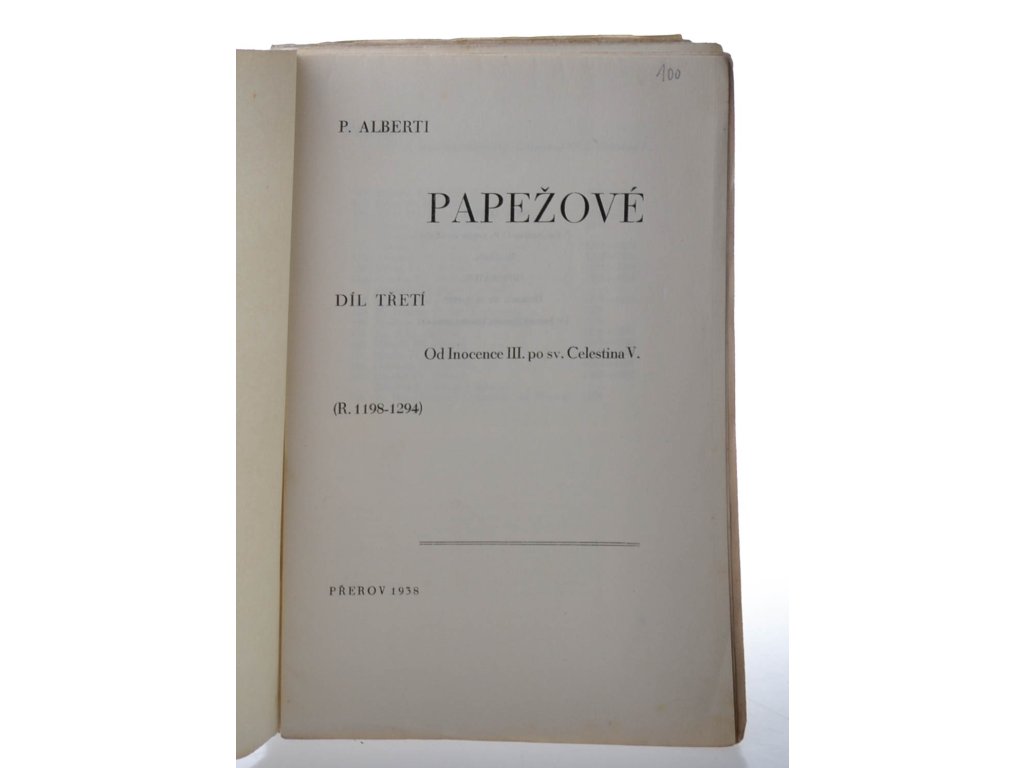 100
P. ALBERTI
PAPEŽOVÉ
DÍL TŘETÍ
Od Inocence III. po sv. Celestina V.
(R. 1198-1294)
PŘEROV 1938